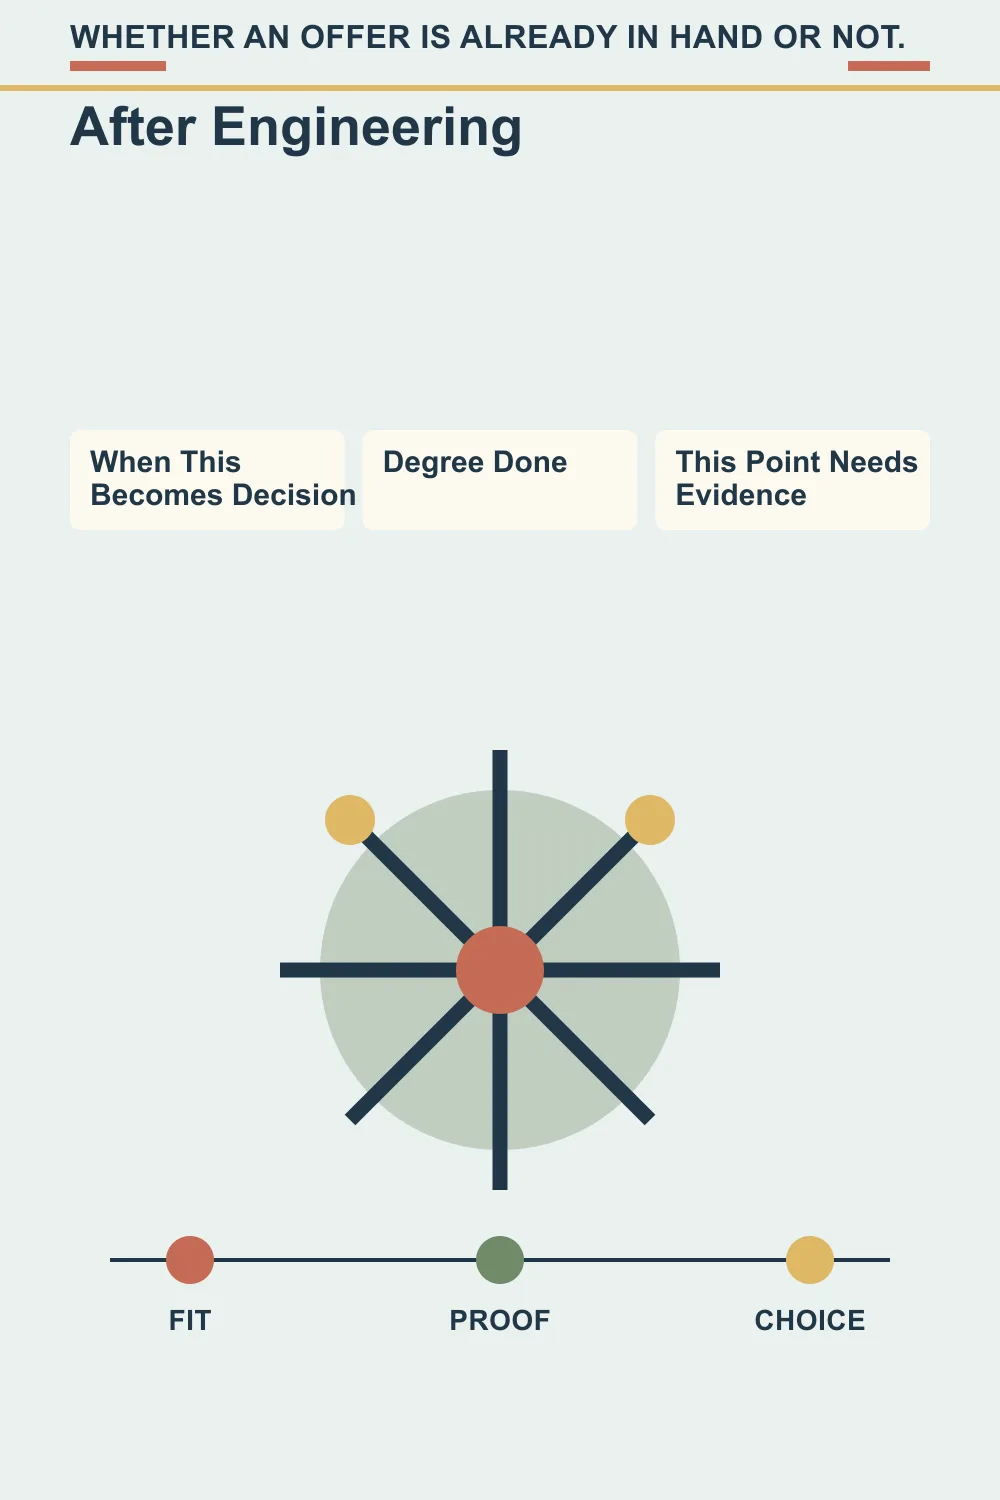 WHETHER AN OFFER IS ALREADY IN HAND OR NOT.
After Engineering
When This
Becomes Decision
Degree Done
This Point Needs
Evidence
FIT
PROOF
CHOICE